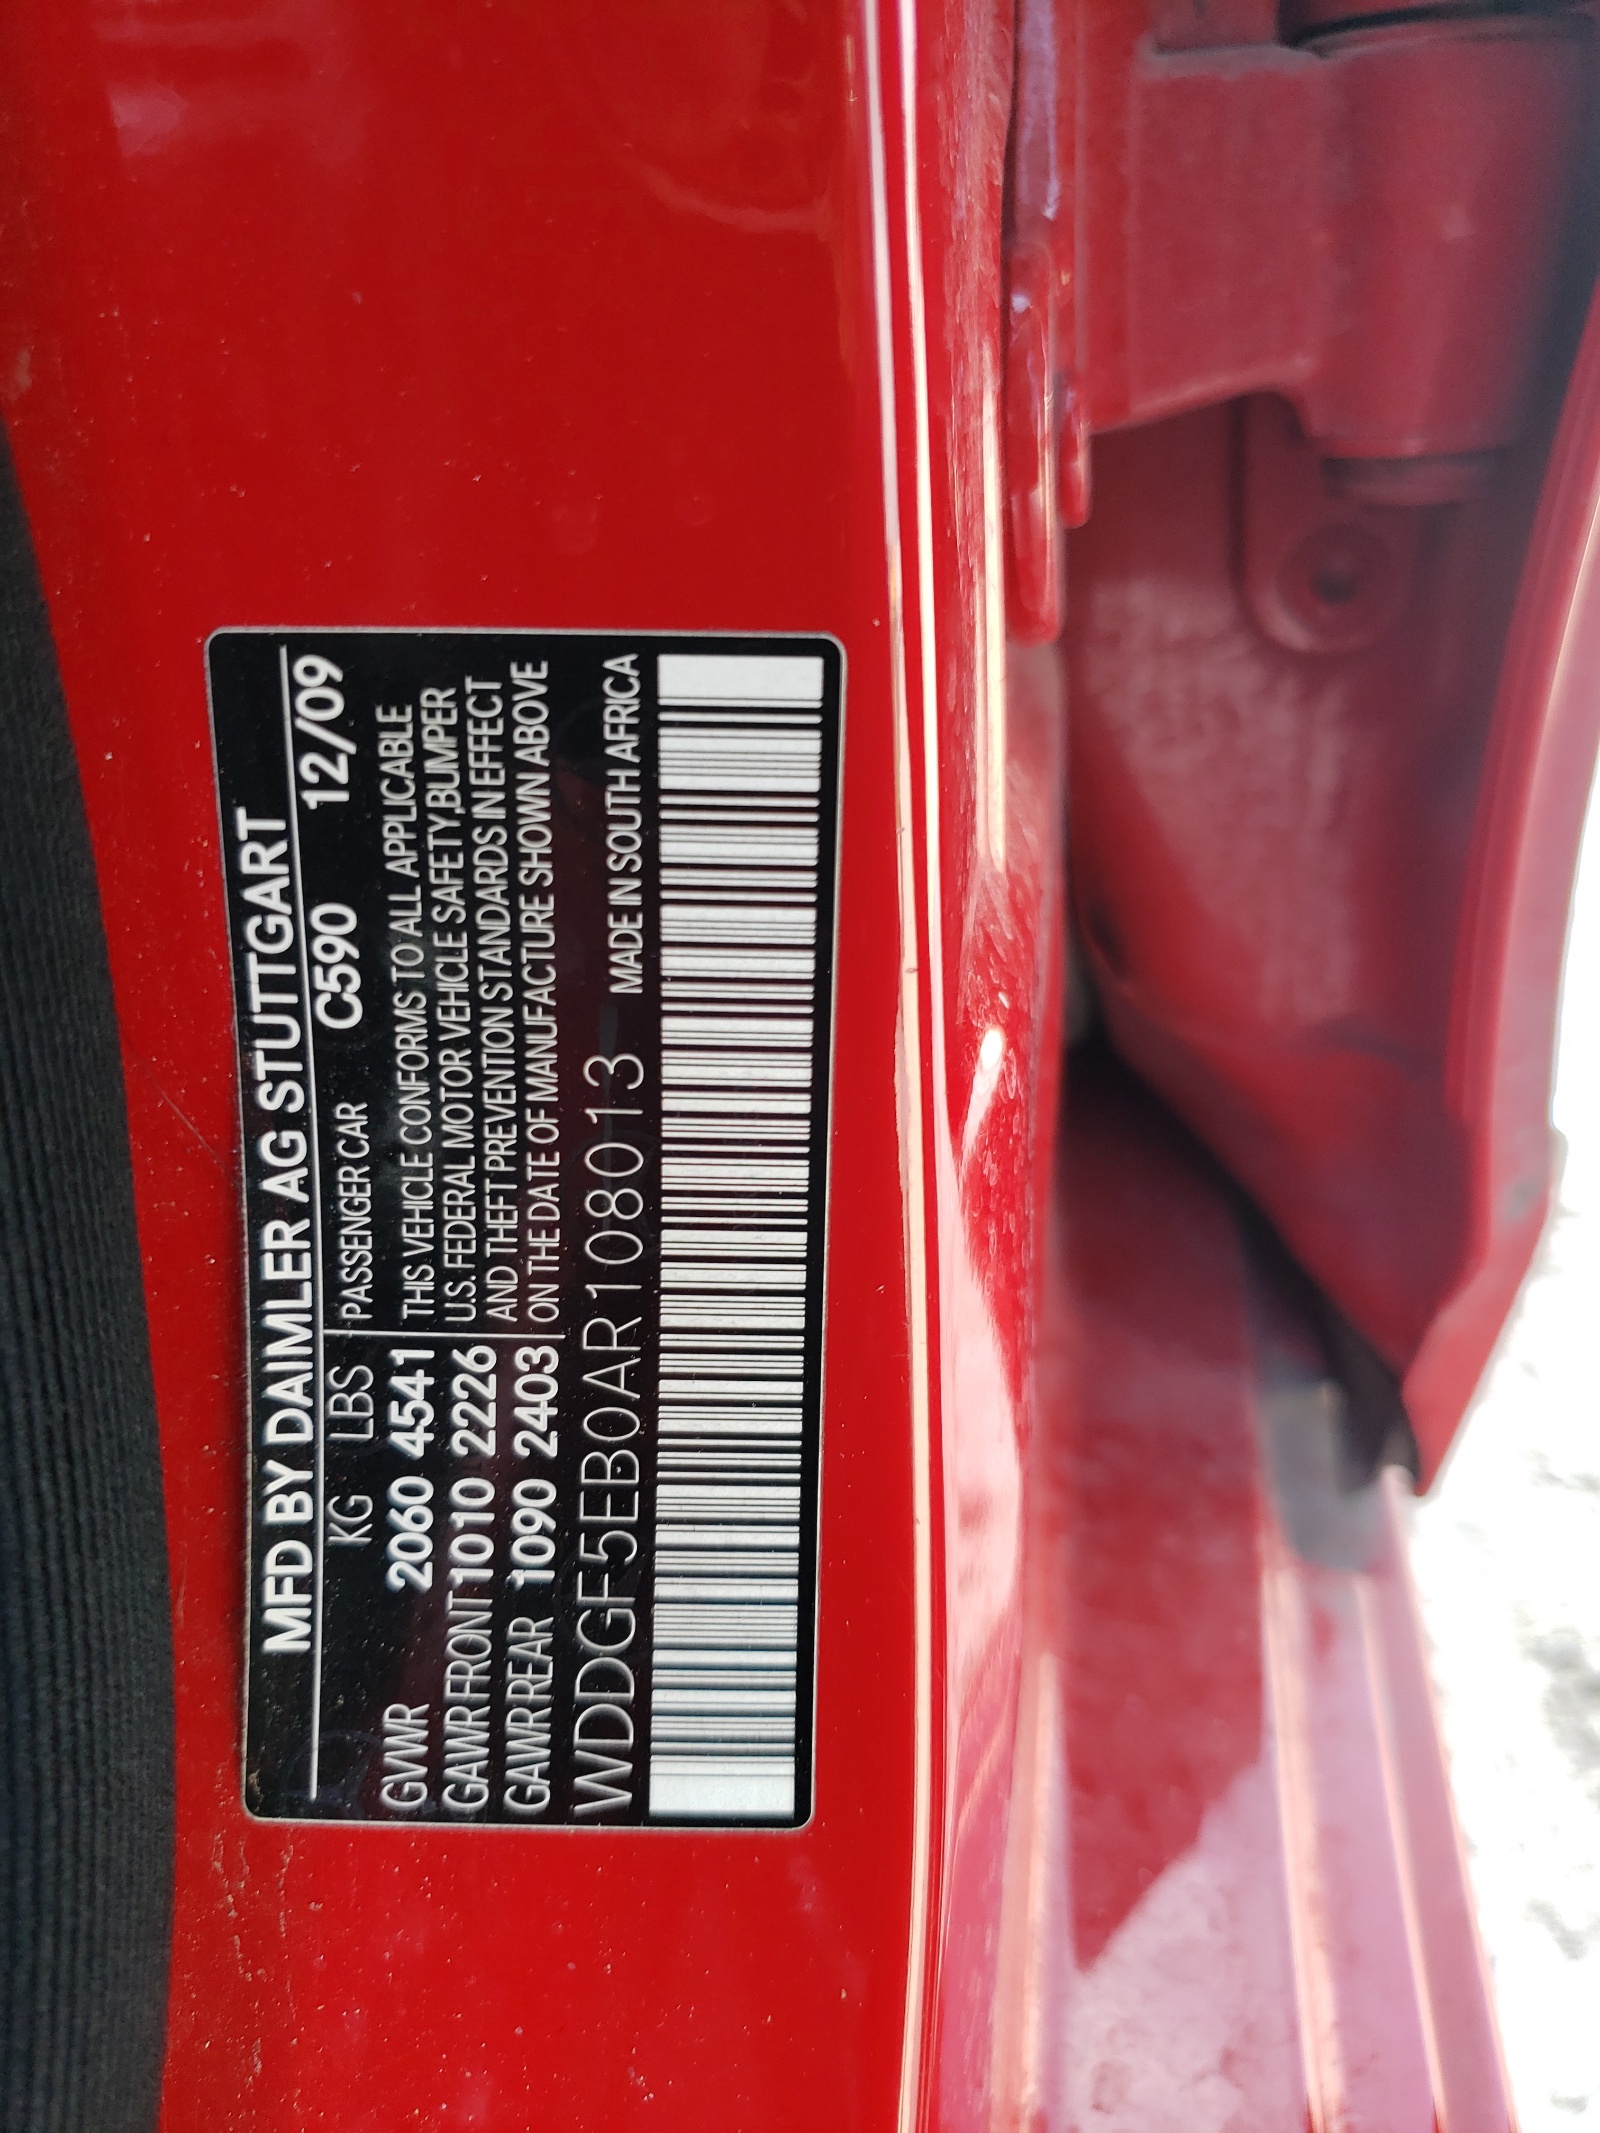 MFD BY DAIMLER AG STUTTGART
KG LBS PASSENGER CAR C590 12/09
GVWR 2060 4541 THIS VEHICLE CONFORMS TO ALL APPLICABLE
GAWR FRONT 1010 2226 U.S. FEDERAL MOTOR VEHICLE SAFETY, BUMPER
GAWR REAR 1090 2403 AND THEFT PREVENTION STANDARDS IN EFFECT
ON THE DATE OF MANUFACTURE SHOWN ABOVE
WDDGF5EB0AR108013 MADE IN SOUTH AFRICA